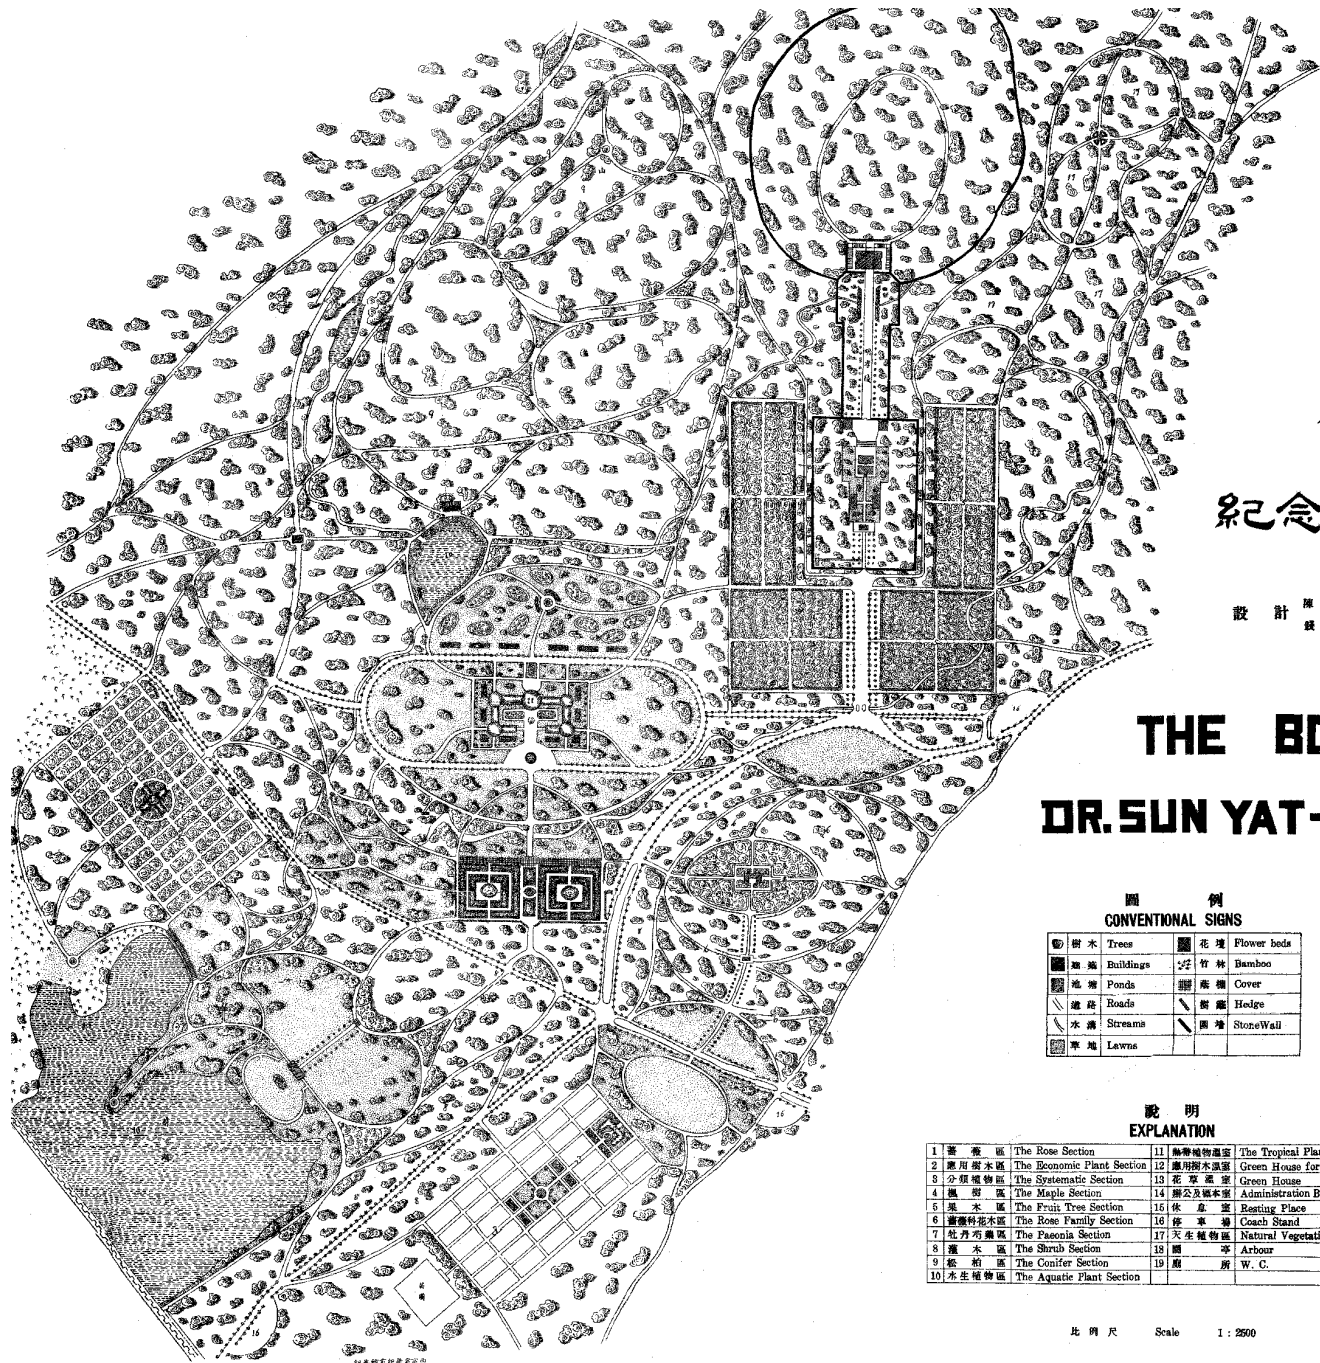 紀念
設 計 陳
THE BO
DR. SUN YAT-
圖 例
CONVENTIONAL SIGNS
樹 木 Trees 花 壇 Flower beds
建 築 Buildings 竹 林 Bamboo
池 塘 Ponds 蔭 棚 Cover
道 路 Roads 樹 籬 Hedge
水 溝 Streams 圍 墻 StoneWall
草 地 Lawns
說 明
EXPLANATION
1 薔 薇 區 The Rose Section 11 熱帶植物溫室 The Tropical Pla
2 應用樹木區 The Economic Plant Section 12 應用樹木溫室 Green House for
3 分類植物區 The Systematic Section 13 花 草 溫 室 Green House
4 楓 樹 區 The Maple Section 14 辦公及標本室 Administration B
5 果 木 區 The Fruit Tree Section 15 休 息 室 Resting Place
6 薔薇科花木區 The Rose Family Section 16 停 車 場 Coach Stand
7 牡丹芍藥區 The Paeonia Section 17 天生植物區 Natural Vegetati
8 灌 木 區 The Shrub Section 18 園 亭 Arbour
9 松 柏 區 The Conifer Section 19 廁 所 W. C.
10 水生植物區 The Aquatic Plant Section
比 例 尺 Scale 1 : 2500
16
16
16